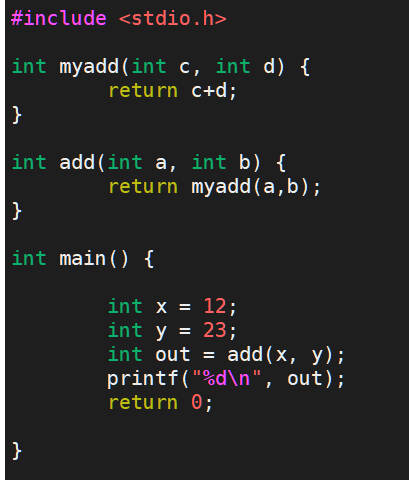 #include <stdio.h>
int myadd(int c, int d) {
return c+d;
}
int add(int a, int b) {
return myadd(a,b);
}
int main() {
int x = 12;
int y = 23;
int out = add(x, y);
printf("%d\n", out);
return 0;
}